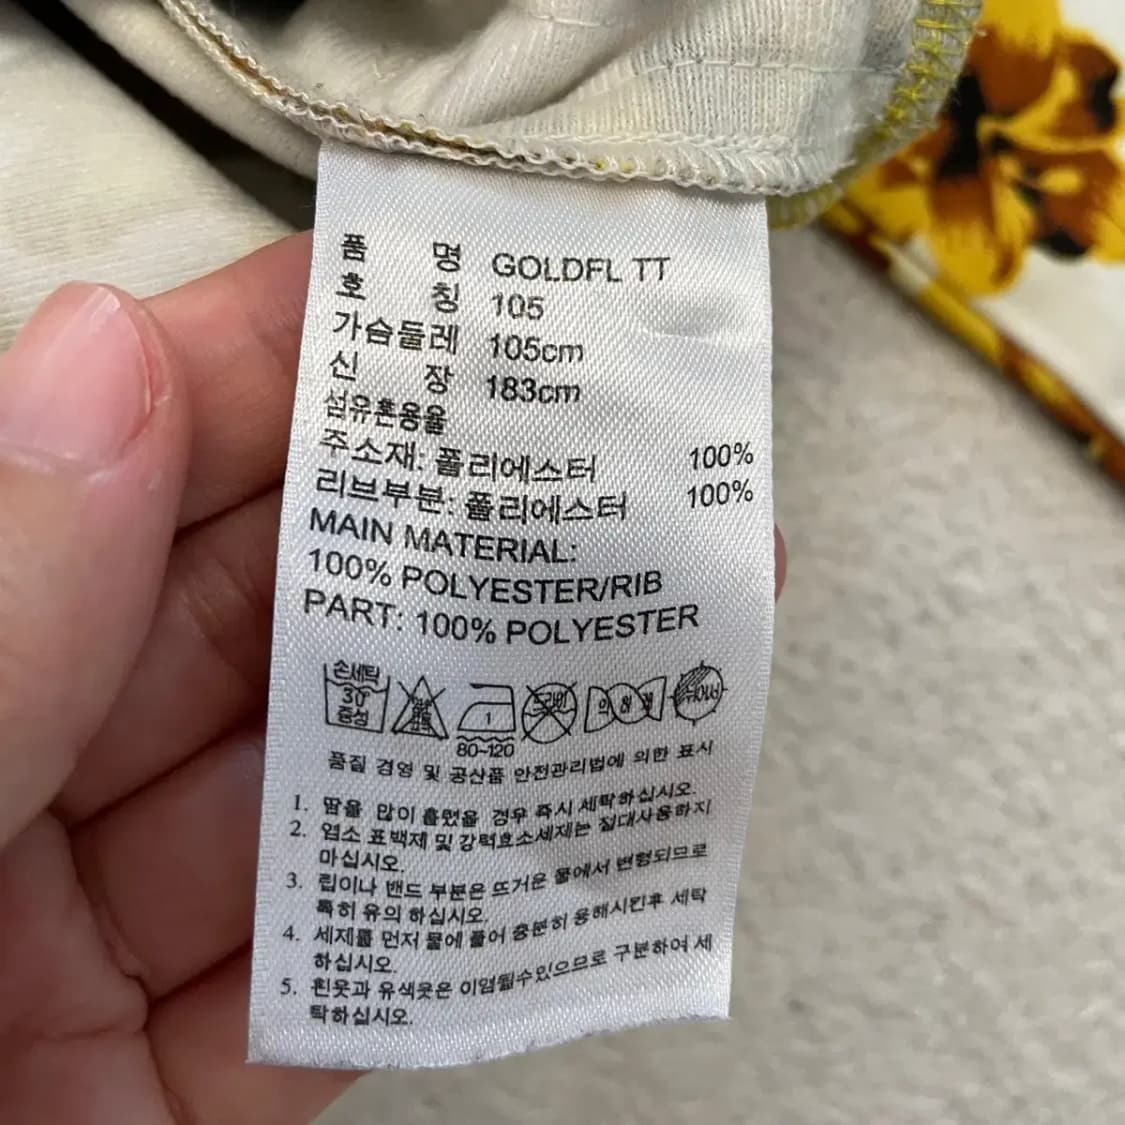 품 명 GOLDFL TT
호 칭 105
가슴둘레 105cm
신 장 183cm
섬유혼용율
주소재: 폴리에스터 100%
리브부분: 폴리에스터 100%
MAIN MATERIAL:
100% POLYESTER/RIB
PART: 100% POLYESTER
손세탁
30°
중성
1
80~120
드라이
약하게
뉘어서
품질 경영 및 공산품 안전관리법에 의한 표시
1. 땀을 많이 흘렸을 경우 즉시 세탁하십시오.
2. 염소 표백제 및 강력효소세제는 절대사용하지
마십시오.
3. 립이나 밴드 부분은 뜨거운 물에서 변형되므로
특히 유의 하십시오.
4. 세제를 먼저 물에 풀어 충분히 용해시킨후 세탁
하십시오.
5. 흰옷과 유색옷은 이염될수있으므로 구분하여 세
탁하십시오.